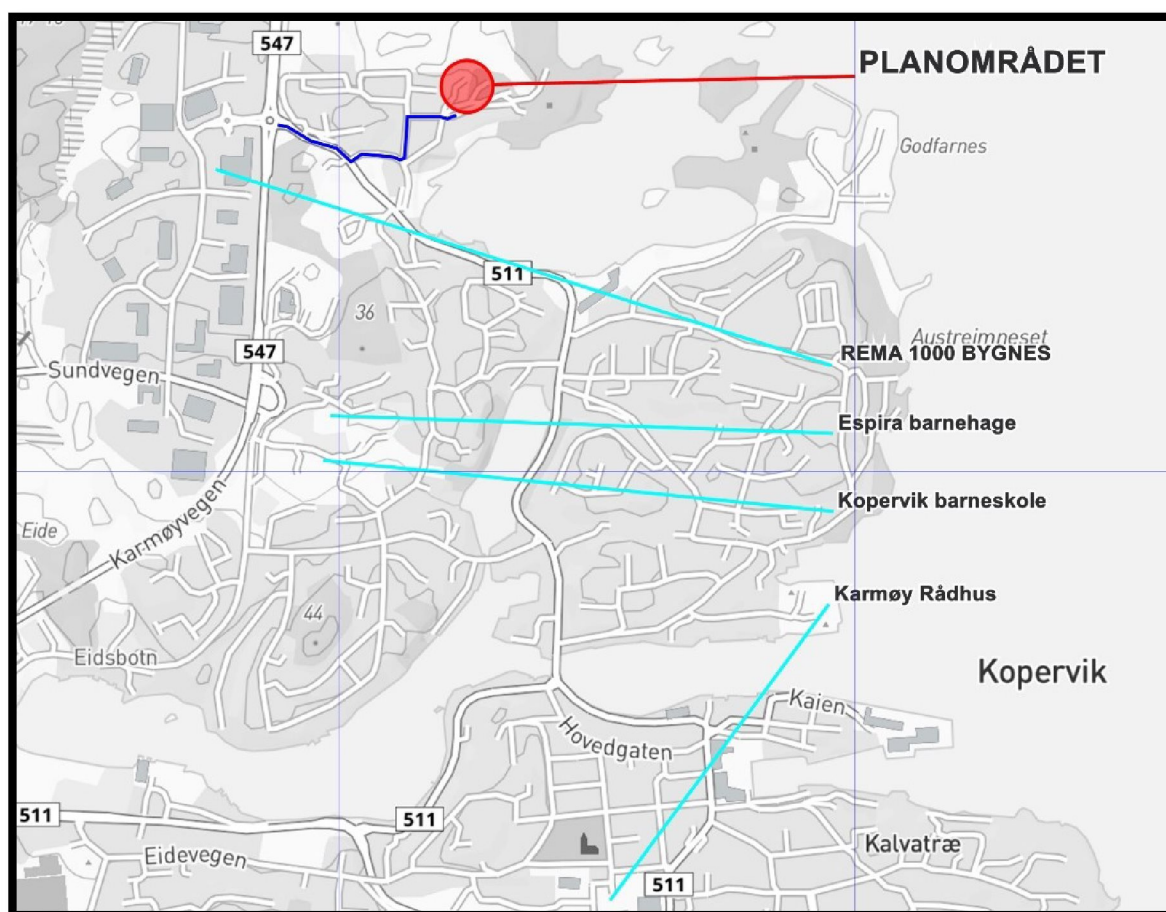 547
PLANOMRÅDET
Godfarnes
511
36
Austreimneset
547
REMA 1000 BYGNES
Sundvegen
Espira barnehage
Kopervik barneskole
Karmøyvegen
Eide
Karmøy Rådhus
44
Eidsbotn
Kopervik
Kaien
Hovedgaten
511
511
Eidevegen
Kalvatræ
511